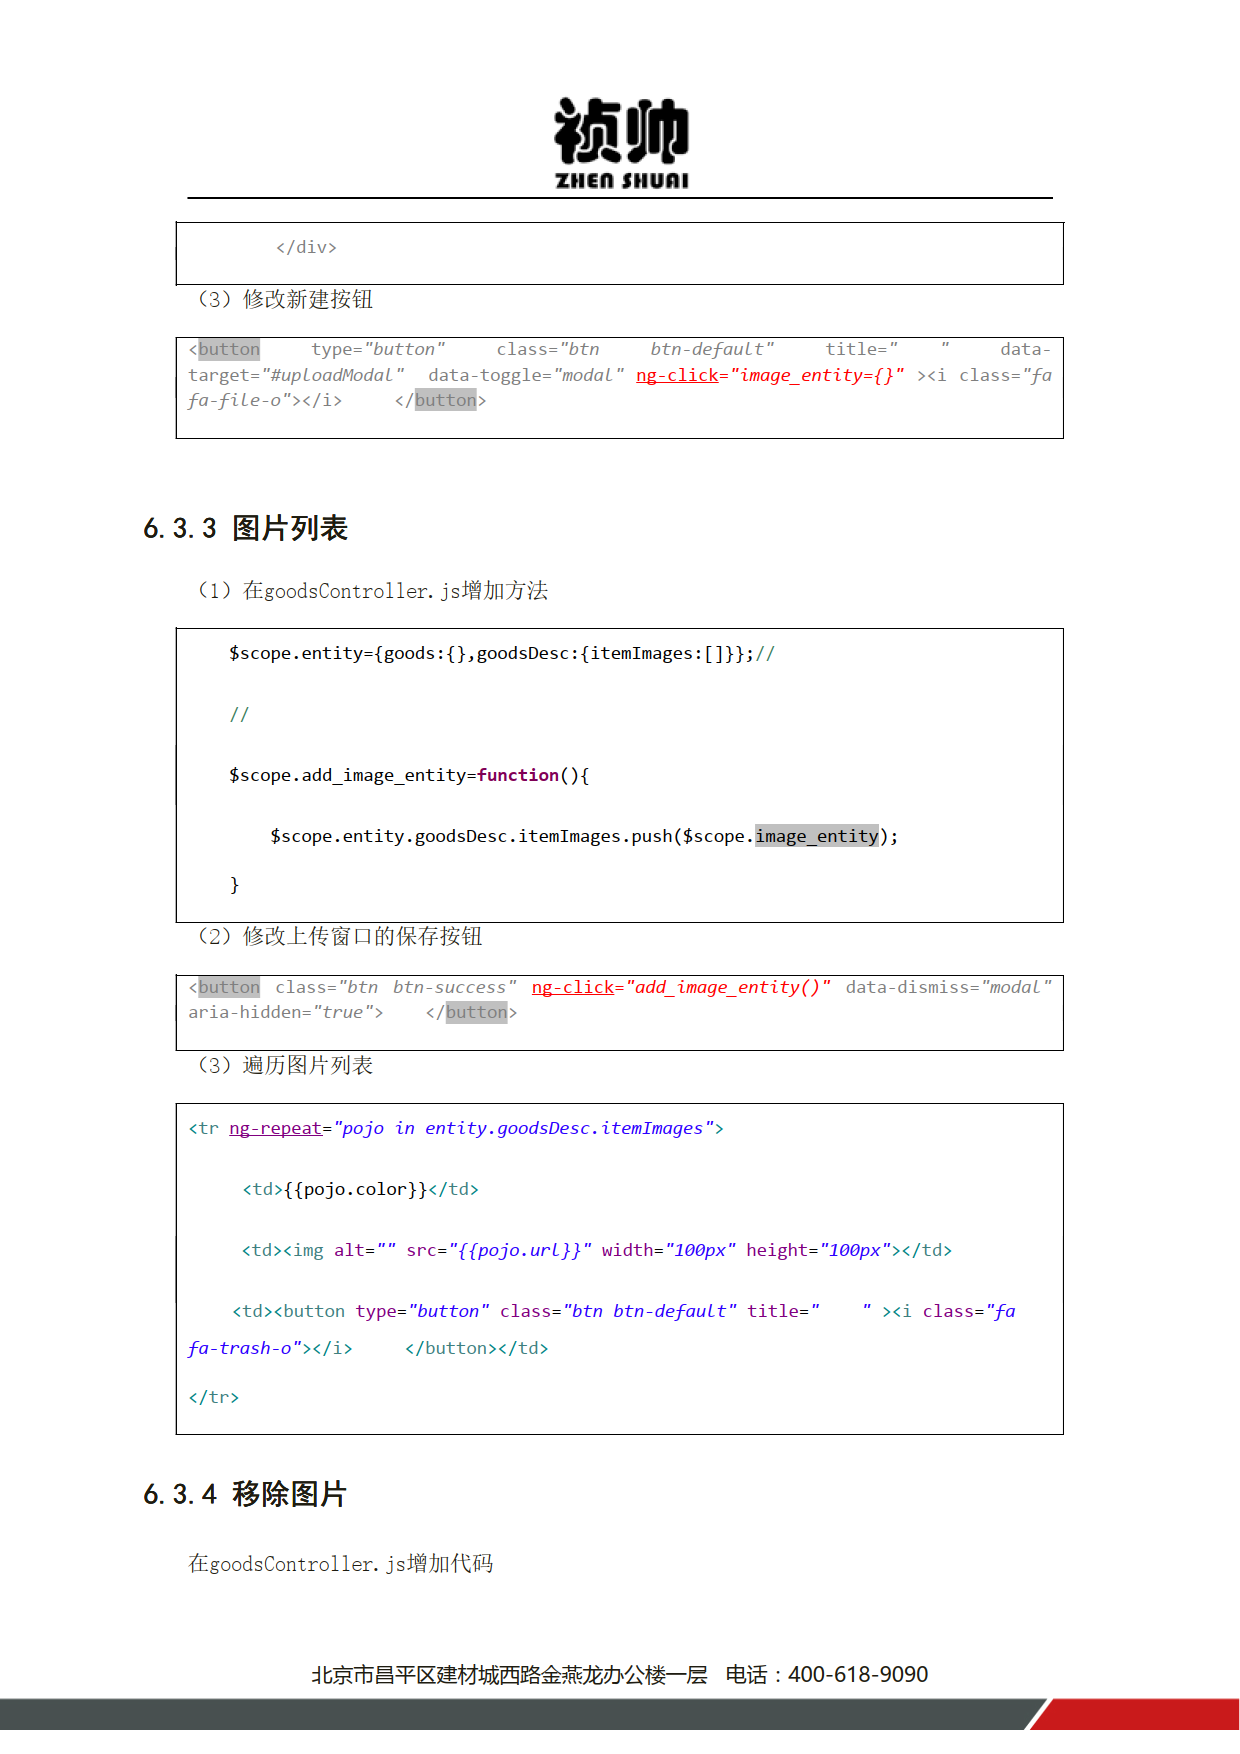 祯帅
ZHEN SHUAI
</div>
（3）修改新建按钮
<button type="button" class="btn btn-default" title=" " data-
target="#uploadModal" data-toggle="modal" ng-click="image_entity={}" ><i class="fa
fa-file-o"></i> </button>
6.3.3 图片列表
（1）在goodsController.js增加方法
$scope.entity={goods:{},goodsDesc:{itemImages:[]}};//
//
$scope.add_image_entity=function(){
$scope.entity.goodsDesc.itemImages.push($scope.image_entity);
}
（2）修改上传窗口的保存按钮
<button class="btn btn-success" ng-click="add_image_entity()" data-dismiss="modal"
aria-hidden="true"> </button>
（3）遍历图片列表
<tr ng-repeat="pojo in entity.goodsDesc.itemImages">
<td>{{pojo.color}}</td>
<td><img alt="" src="{{pojo.url}}" width="100px" height="100px"></td>
<td><button type="button" class="btn btn-default" title=" " ><i class="fa
fa-trash-o"></i> </button></td>
</tr>
6.3.4 移除图片
在goodsController.js增加代码
北京市昌平区建材城西路金燕龙办公楼一层 电话：400-618-9090